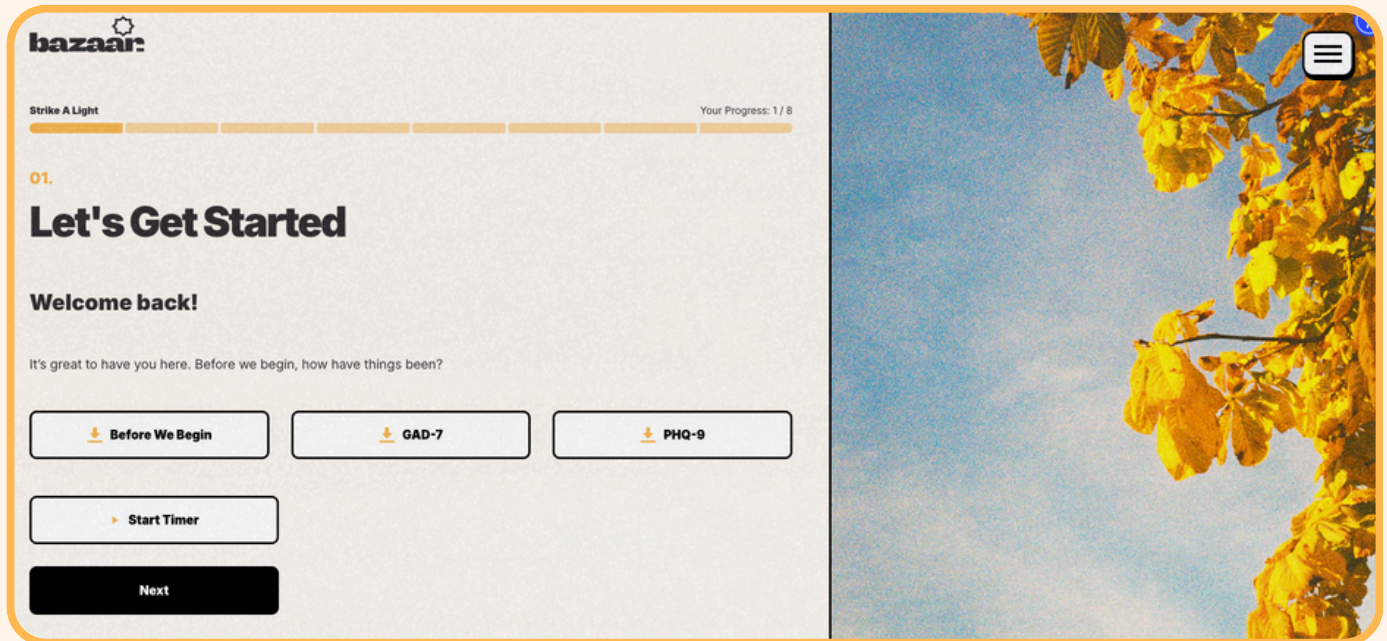 bazaar.
Strike A Light
Your Progress: 1 / 8
01.
Let's Get Started
Welcome back!
It's great to have you here. Before we begin, how have things been?
Before We Begin
GAD-7
PHQ-9
Start Timer
Next